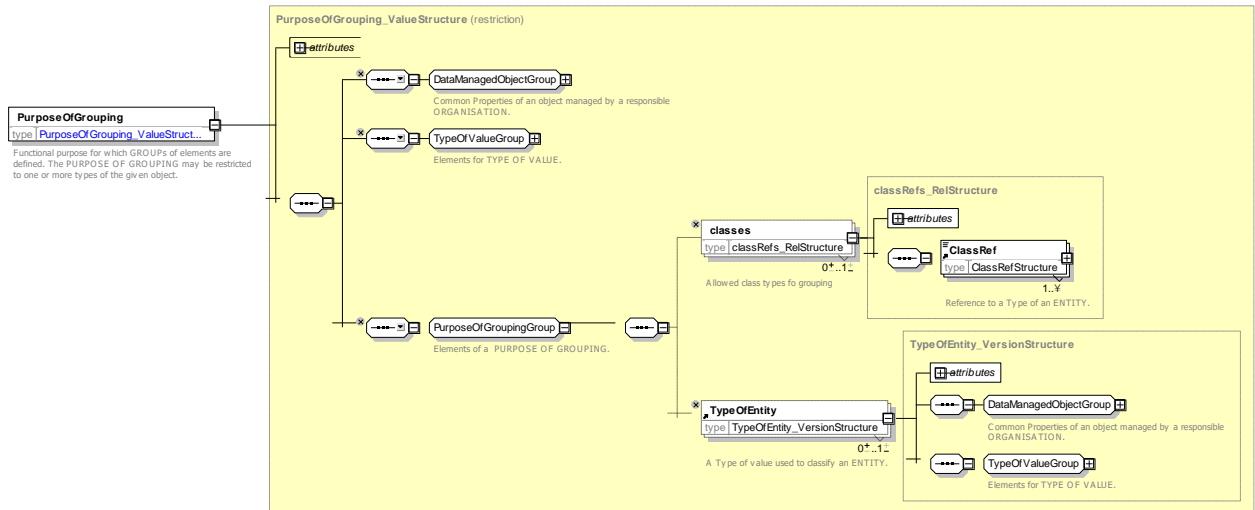 PurposeOfGrouping_ValueStructure (restriction)
attributes
DataManagedObjectGroup
Common Properties of an object managed by a responsible
ORGANISATION.
PurposeOfGrouping
type PurposeOfGrouping_ValueStruct...
Functional purpose for which GROUPs of elements are
defined. The PURPOSE OF GROUPING may be restricted
to one or more types of the given object.
TypeOfValueGroup
Elements for TYPE OF VALUE.
classRefs_RelStructure
attributes
classes
type classRefs_RelStructure
0..1
Allowed class types fo grouping
ClassRef
type ClassRefStructure
1..¥
Reference to a Type of an ENTITY.
PurposeOfGroupingGroup
Elements of a PURPOSE OF GROUPING.
TypeOfEntity_VersionStructure
attributes
TypeOfEntity
type TypeOfEntity_VersionStructure
0..1
A Type of value used to classify an ENTITY.
DataManagedObjectGroup
Common Properties of an object managed by a responsible
ORGANISATION.
TypeOfValueGroup
Elements for TYPE OF VALUE.